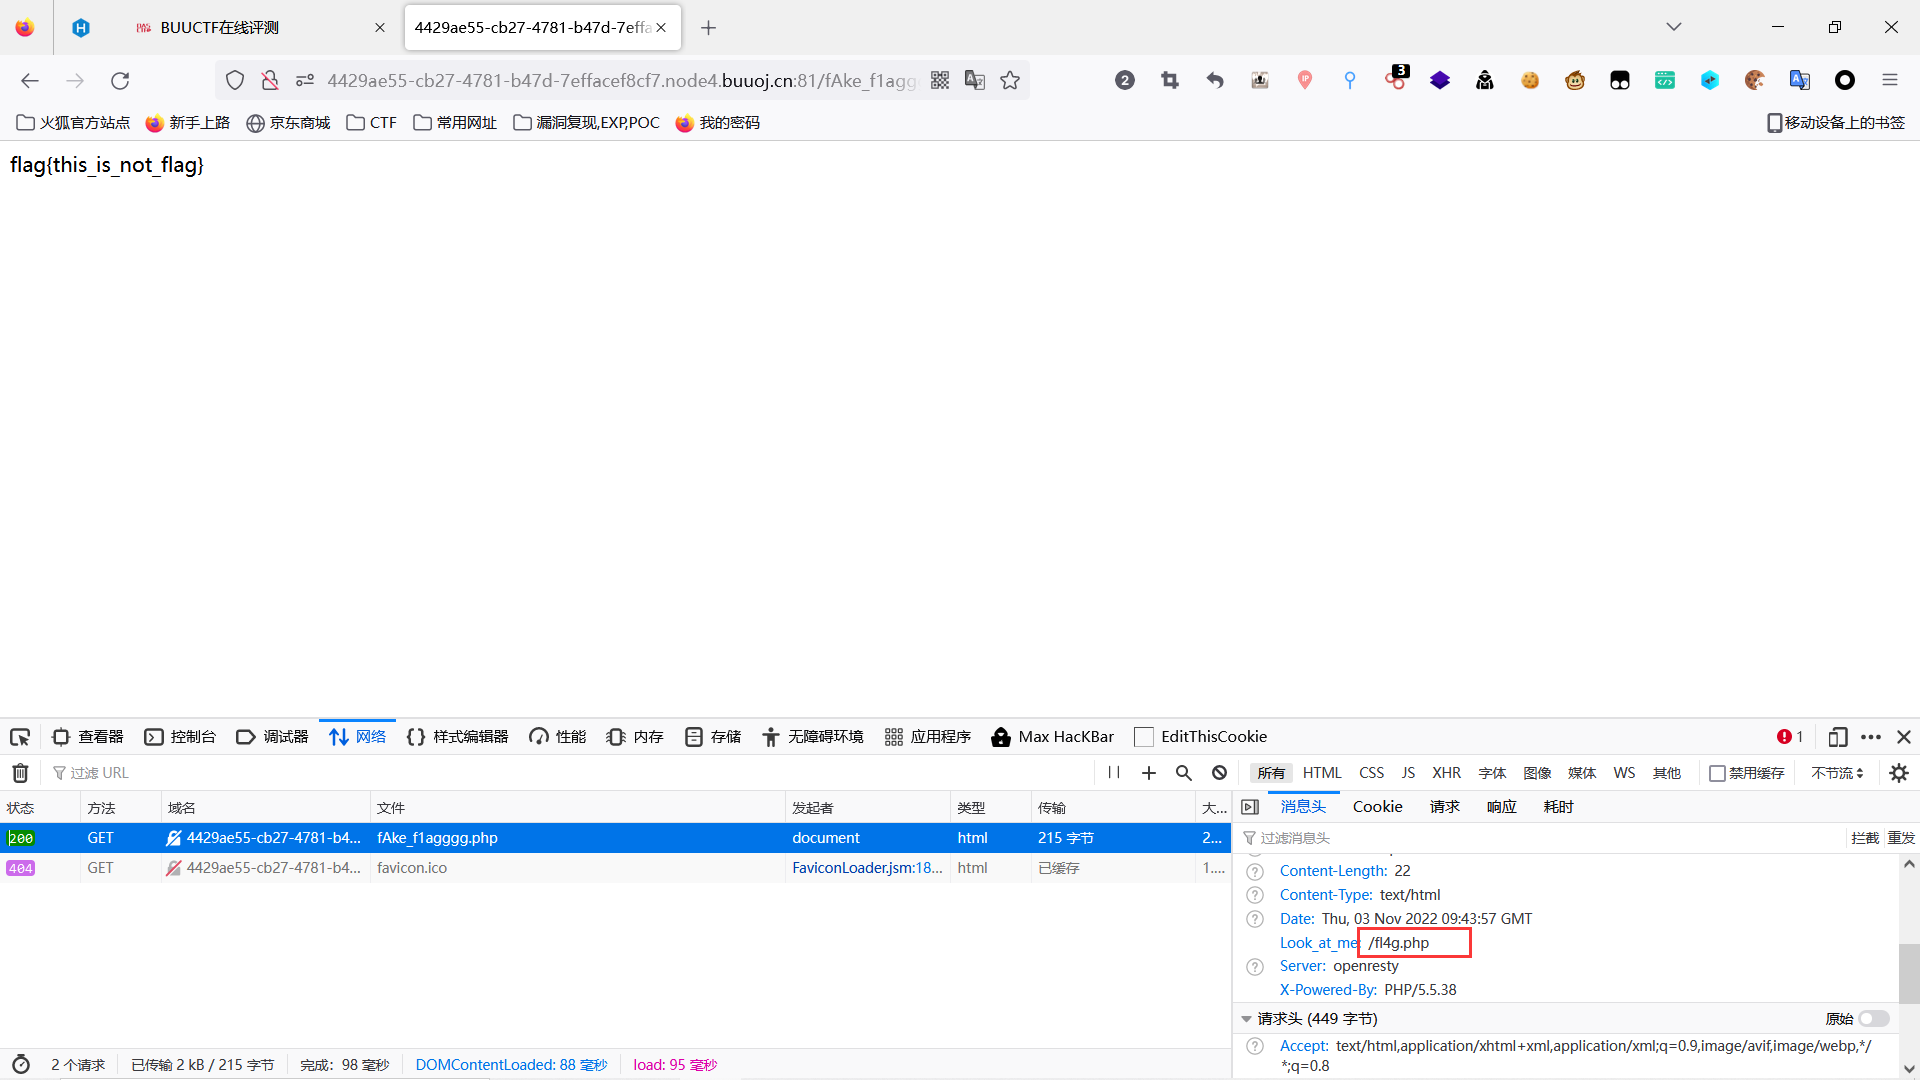 BUUCTF在线评测
4429ae55-cb27-4781-b47d-7effa
4429ae55-cb27-4781-b47d-7effacef8cf7.node4.buuoj.cn:81/fAke_f1aggg
2
IP
3
火狐官方站点 新手上路 京东商城 CTF 常用网址 漏洞复现,EXP,POC 我的密码 移动设备上的书签
flag{this_is_not_flag}
查看器 控制台 调试器 网络 样式编辑器 性能 内存 存储 无障碍环境 应用程序 Max HacKBar EditThisCookie 1
过滤 URL 所有 HTML CSS JS XHR 字体 图像 媒体 WS 其他 禁用缓存 不节流
状态 方法 域名 文件 发起者 类型 传输 大... 消息头 Cookie 请求 响应 耗时
200 GET 4429ae55-cb27-4781-b4... fAke_f1agggg.php document html 215 字节 2... 过滤消息头 拦截 重发
404 GET 4429ae55-cb27-4781-b4... favicon.ico FaviconLoader.jsm:18... html 已缓存 1....
Content-Length: 22
Content-Type: text/html
Date: Thu, 03 Nov 2022 09:43:57 GMT
Look_at_me: /fl4g.php
Server: openresty
X-Powered-By: PHP/5.5.38
请求头 (449 字节) 原始
Accept: text/html,application/xhtml+xml,application/xml;q=0.9,image/avif,image/webp,*/
*;q=0.8
2 个请求 已传输 2 kB / 215 字节 完成: 98 毫秒 DOMContentLoaded: 88 毫秒 load: 95 毫秒